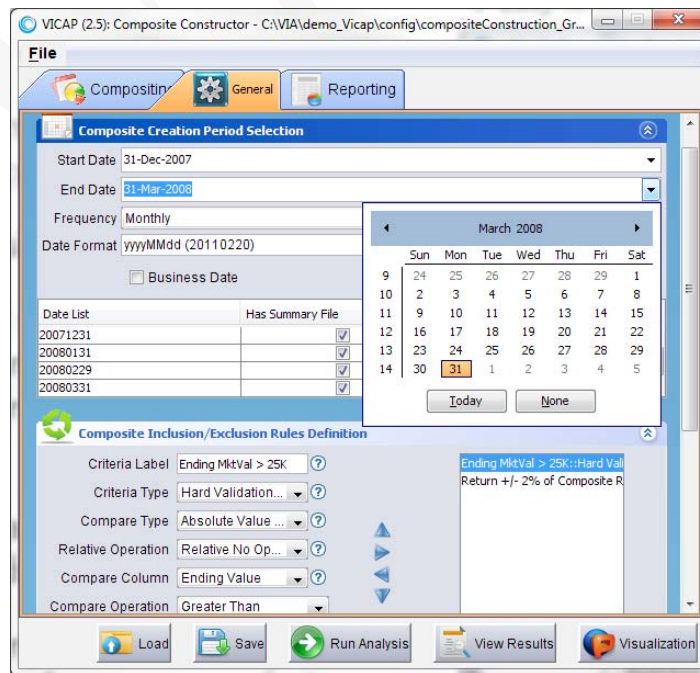 VICAP (2.5): Composite Constructor - C:\VIA\demo_Vicap\config\compositeConstruction_Gr...
File
Compositing General Reporting
Composite Creation Period Selection
Start Date 31-Dec-2007
End Date 31-Mar-2008
Frequency Monthly
Date Format yyyyMMdd (20110220)
Business Date
March 2008
Sun Mon Tue Wed Thu Fri Sat
9 24 25 26 27 28 29 1
10 2 3 4 5 6 7 8
11 9 10 11 12 13 14 15
12 16 17 18 19 20 21 22
13 23 24 25 26 27 28 29
14 30 31 1 2 3 4 5
Today None
Date List Has Summary File
20071231
20080131
20080229
20080331
Composite Inclusion/Exclusion Rules Definition
Criteria Label Ending MktVal > 25K ?
Criteria Type Hard Validation... ?
Compare Type Absolute Value ... ?
Relative Operation Relative No Op... ?
Compare Column Ending Value ?
Compare Operation Greater Than
Ending MktVal > 25K::Hard Vali
Return +/- 2% of Composite R
Load Save Run Analysis View Results Visualization